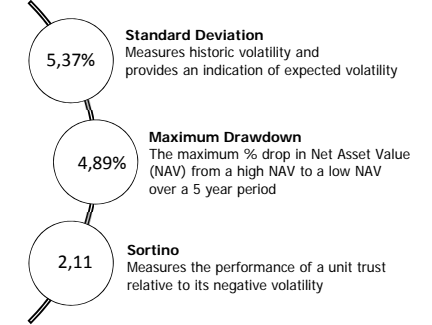 5,37%
Standard Deviation
Measures historic volatility and
provides an indication of expected volatility
4,89%
Maximum Drawdown
The maximum % drop in Net Asset Value
(NAV) from a high NAV to a low NAV
over a 5 year period
2,11
Sortino
Measures the performance of a unit trust
relative to its negative volatility